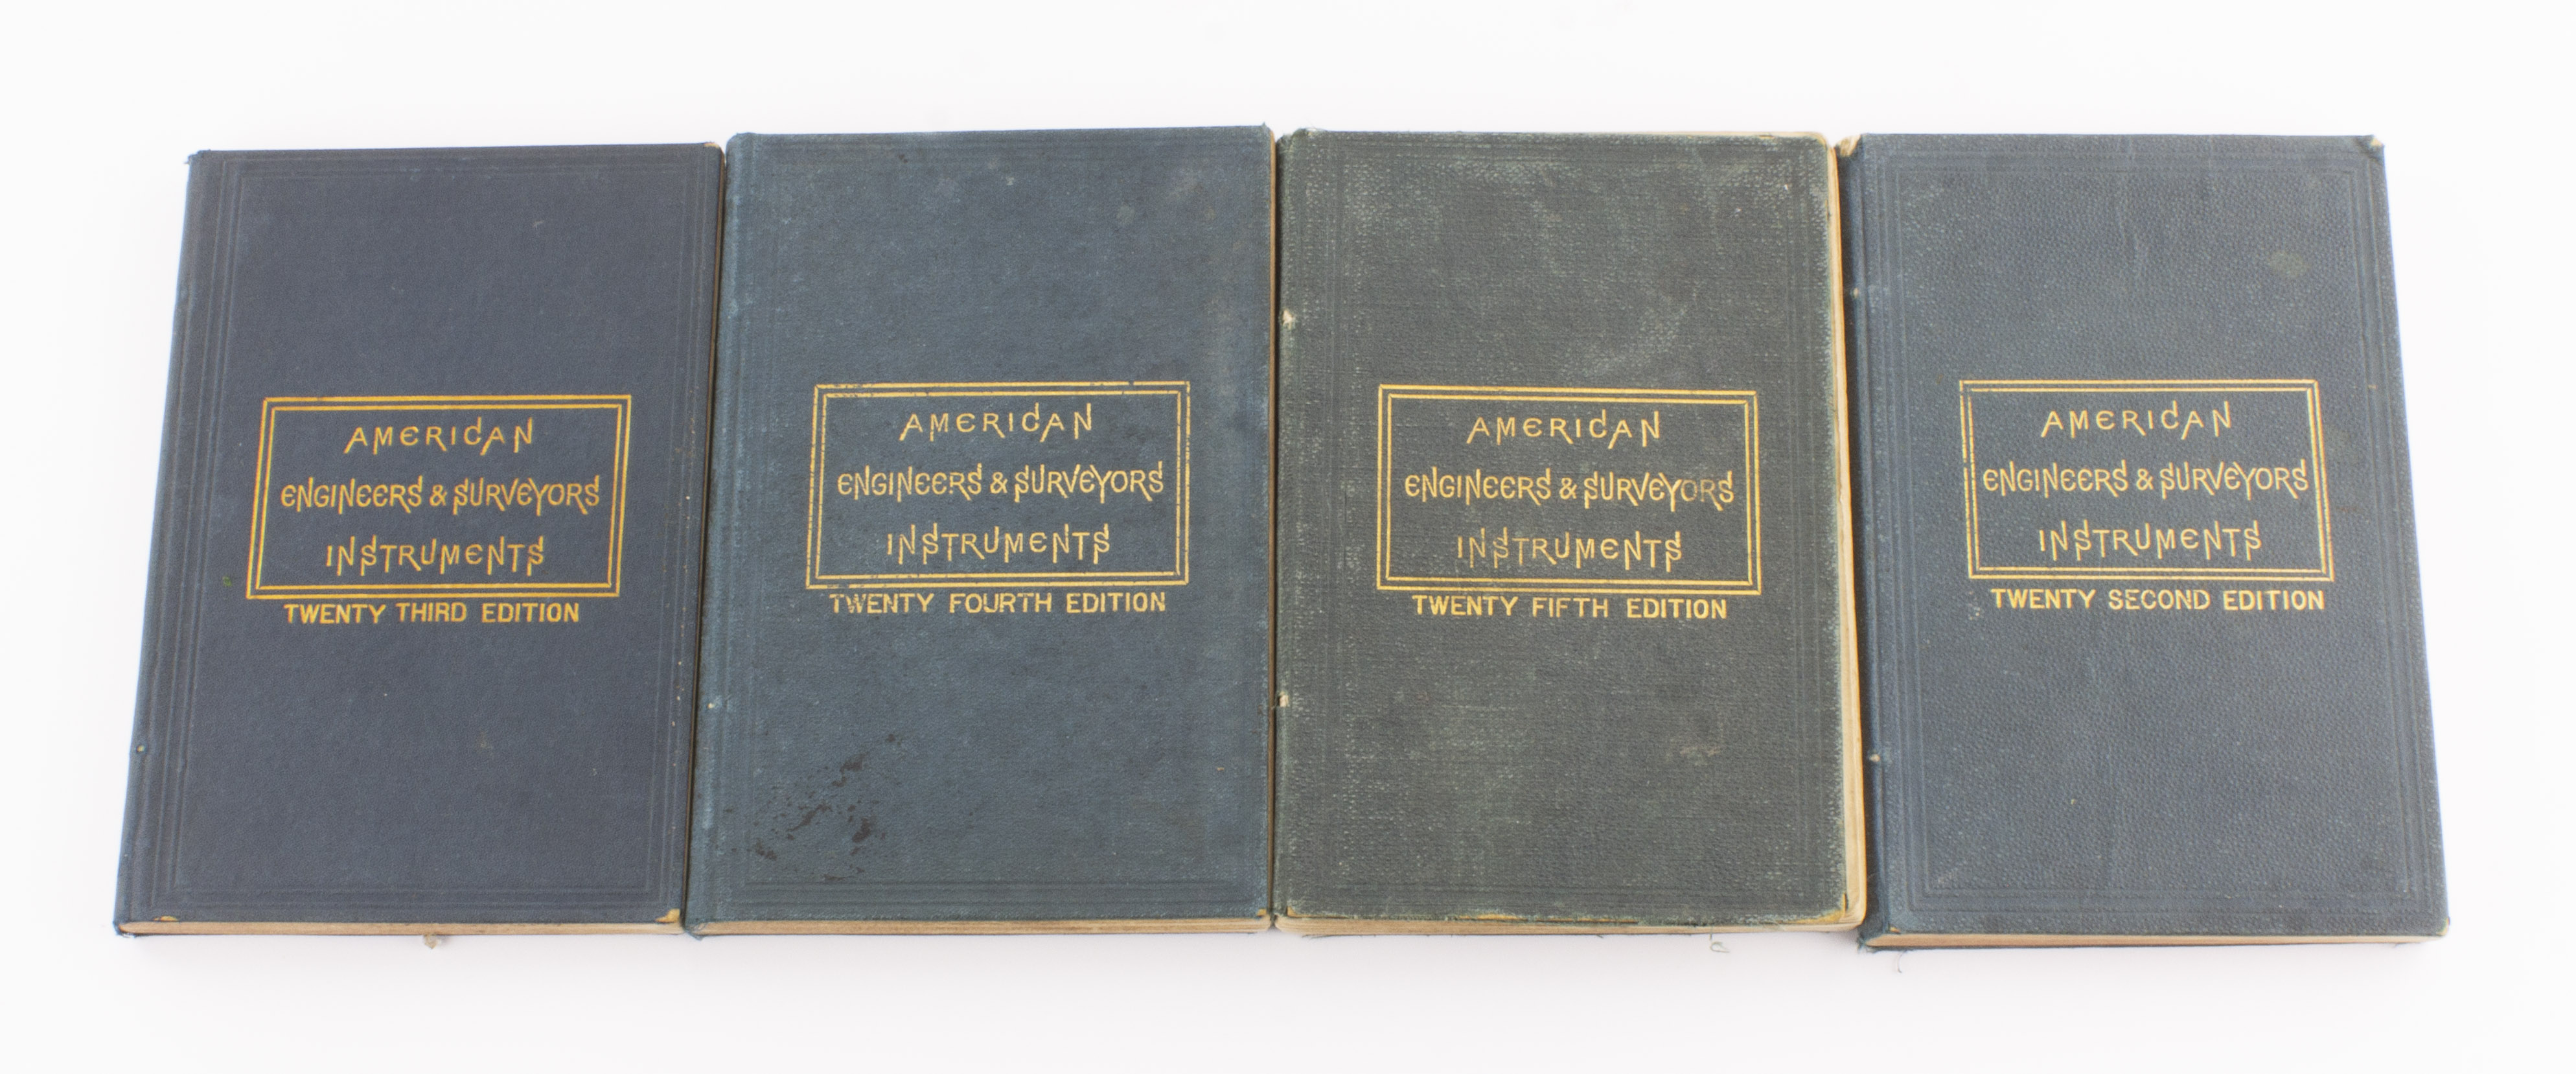 AMERICAN
ENGINEERS & SURVEYORS
INSTRUMENTS
TWENTY THIRD EDITION
AMERICAN
ENGINEERS & SURVEYORS
INSTRUMENTS
TWENTY FOURTH EDITION
AMERICAN
ENGINEERS & SURVEYORS
INSTRUMENTS
TWENTY FIFTH EDITION
AMERICAN
ENGINEERS & SURVEYORS
INSTRUMENTS
TWENTY SECOND EDITION